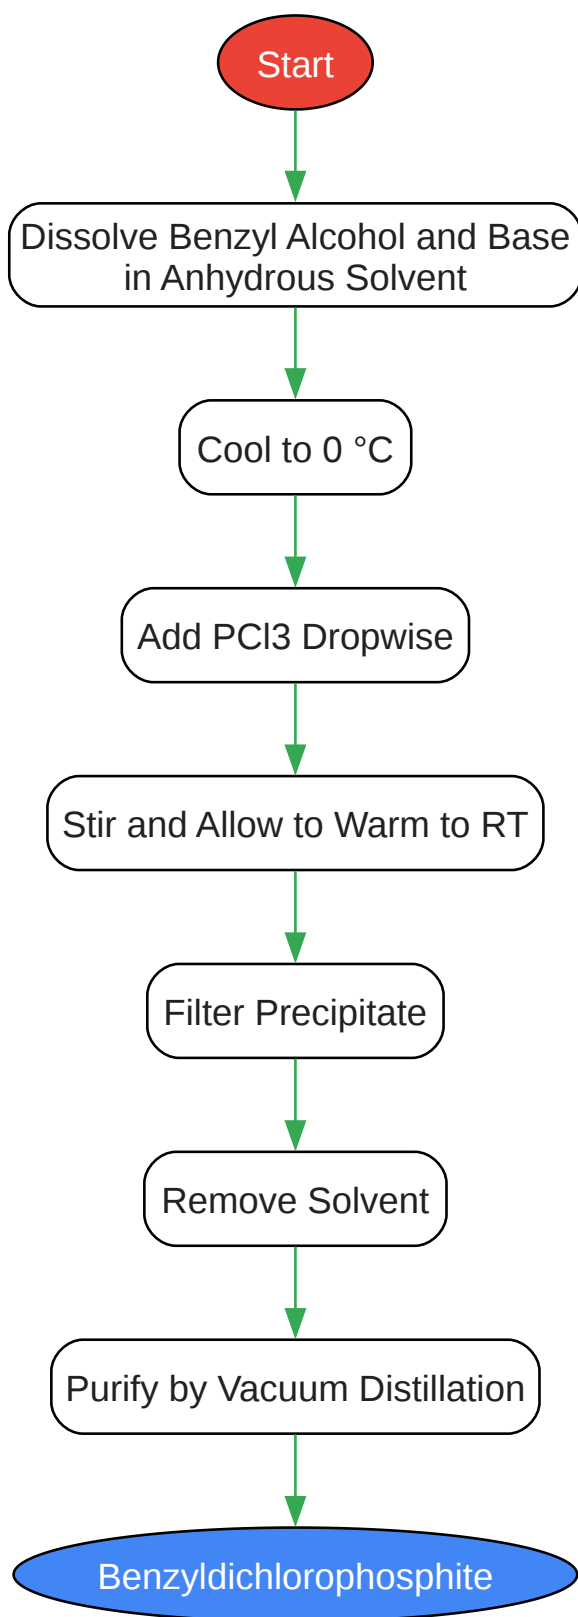 Start
Dissolve Benzyl Alcohol and Base
in Anhydrous Solvent
Cool to 0 °C
Add PCl3 Dropwise
Stir and Allow to Warm to RT
Filter Precipitate
Remove Solvent
Purify by Vacuum Distillation
Benzyldichlorophosphite